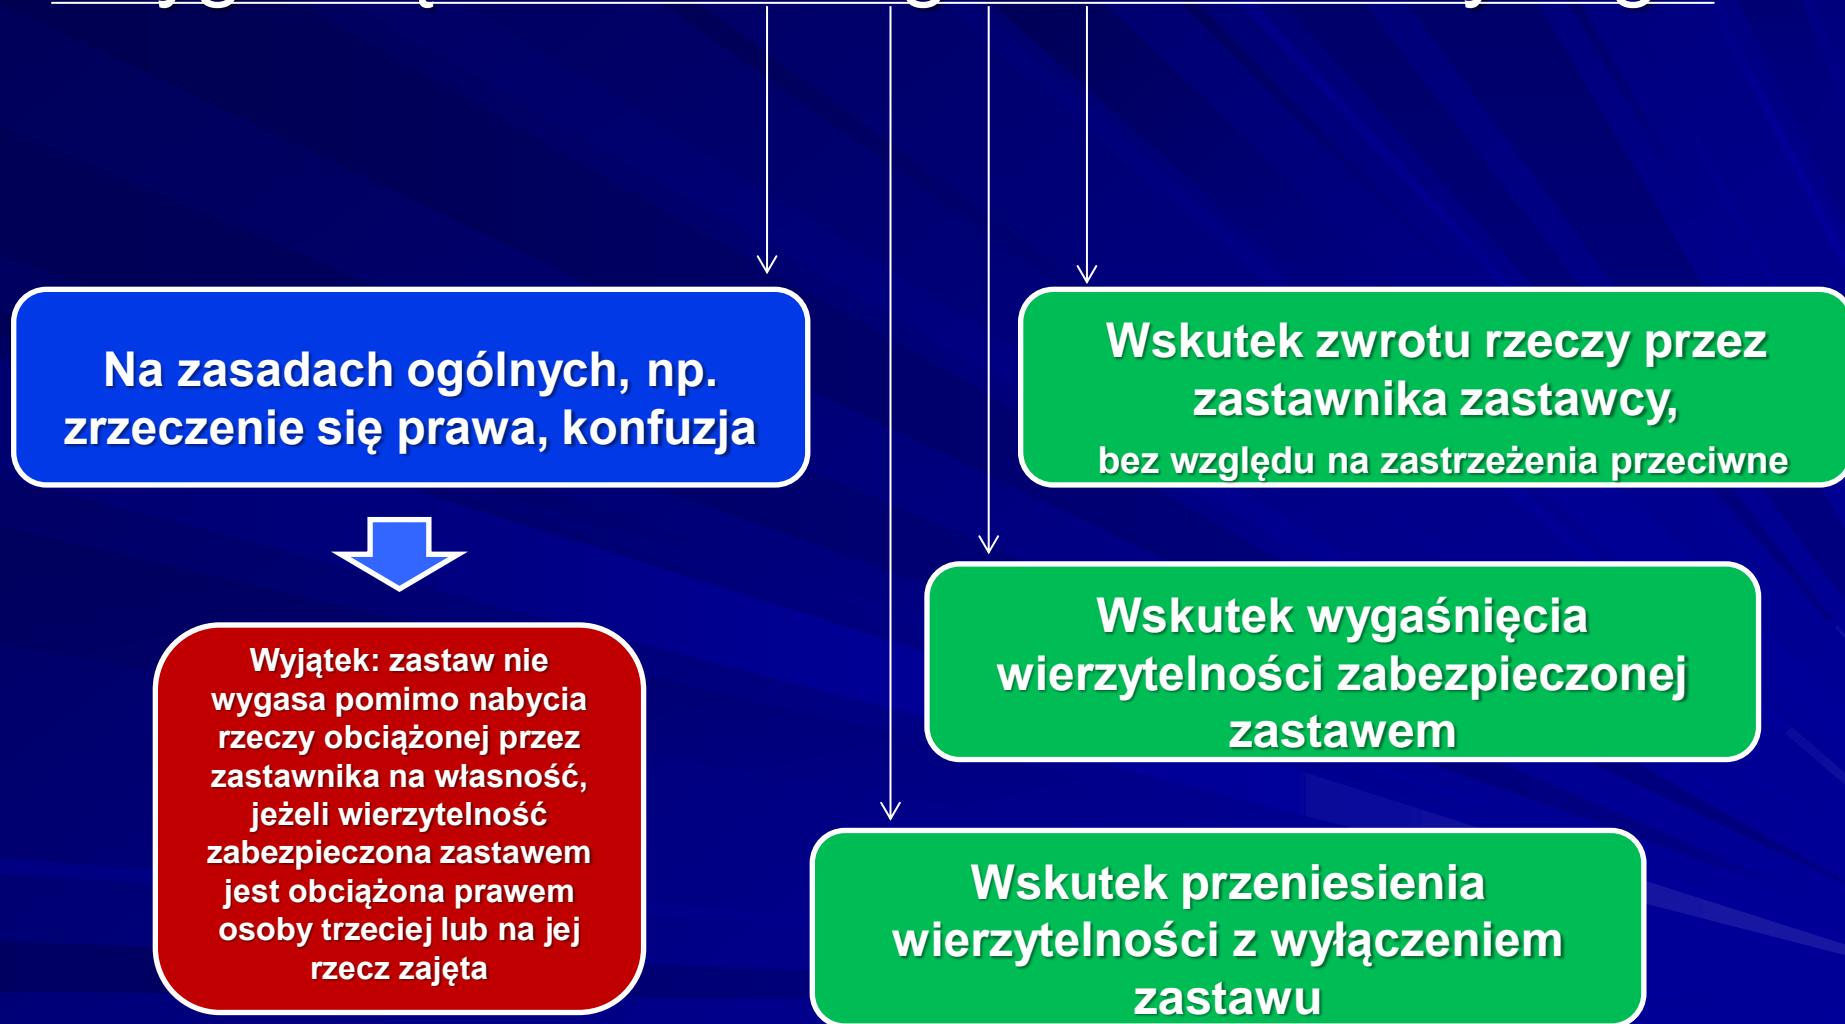 Na zasadach ogólnych, np.
zrzeczenie się prawa, konfuzja
Wyjątek: zastaw nie
wygasa pomimo nabycia
rzeczy obciążonej przez
zastawnika na własność,
jeżeli wierzytelność
zabezpieczona zastawem
jest obciążona prawem
osoby trzeciej lub na jej
rzecz zajęta
Wskutek zwrotu rzeczy przez
zastawnika zastawcy,
bez względu na zastrzeżenia przeciwne
Wskutek wygaśnięcia
wierzytelności zabezpieczonej
zastawem
Wskutek przeniesienia
wierzytelności z wyłączeniem
zastawu